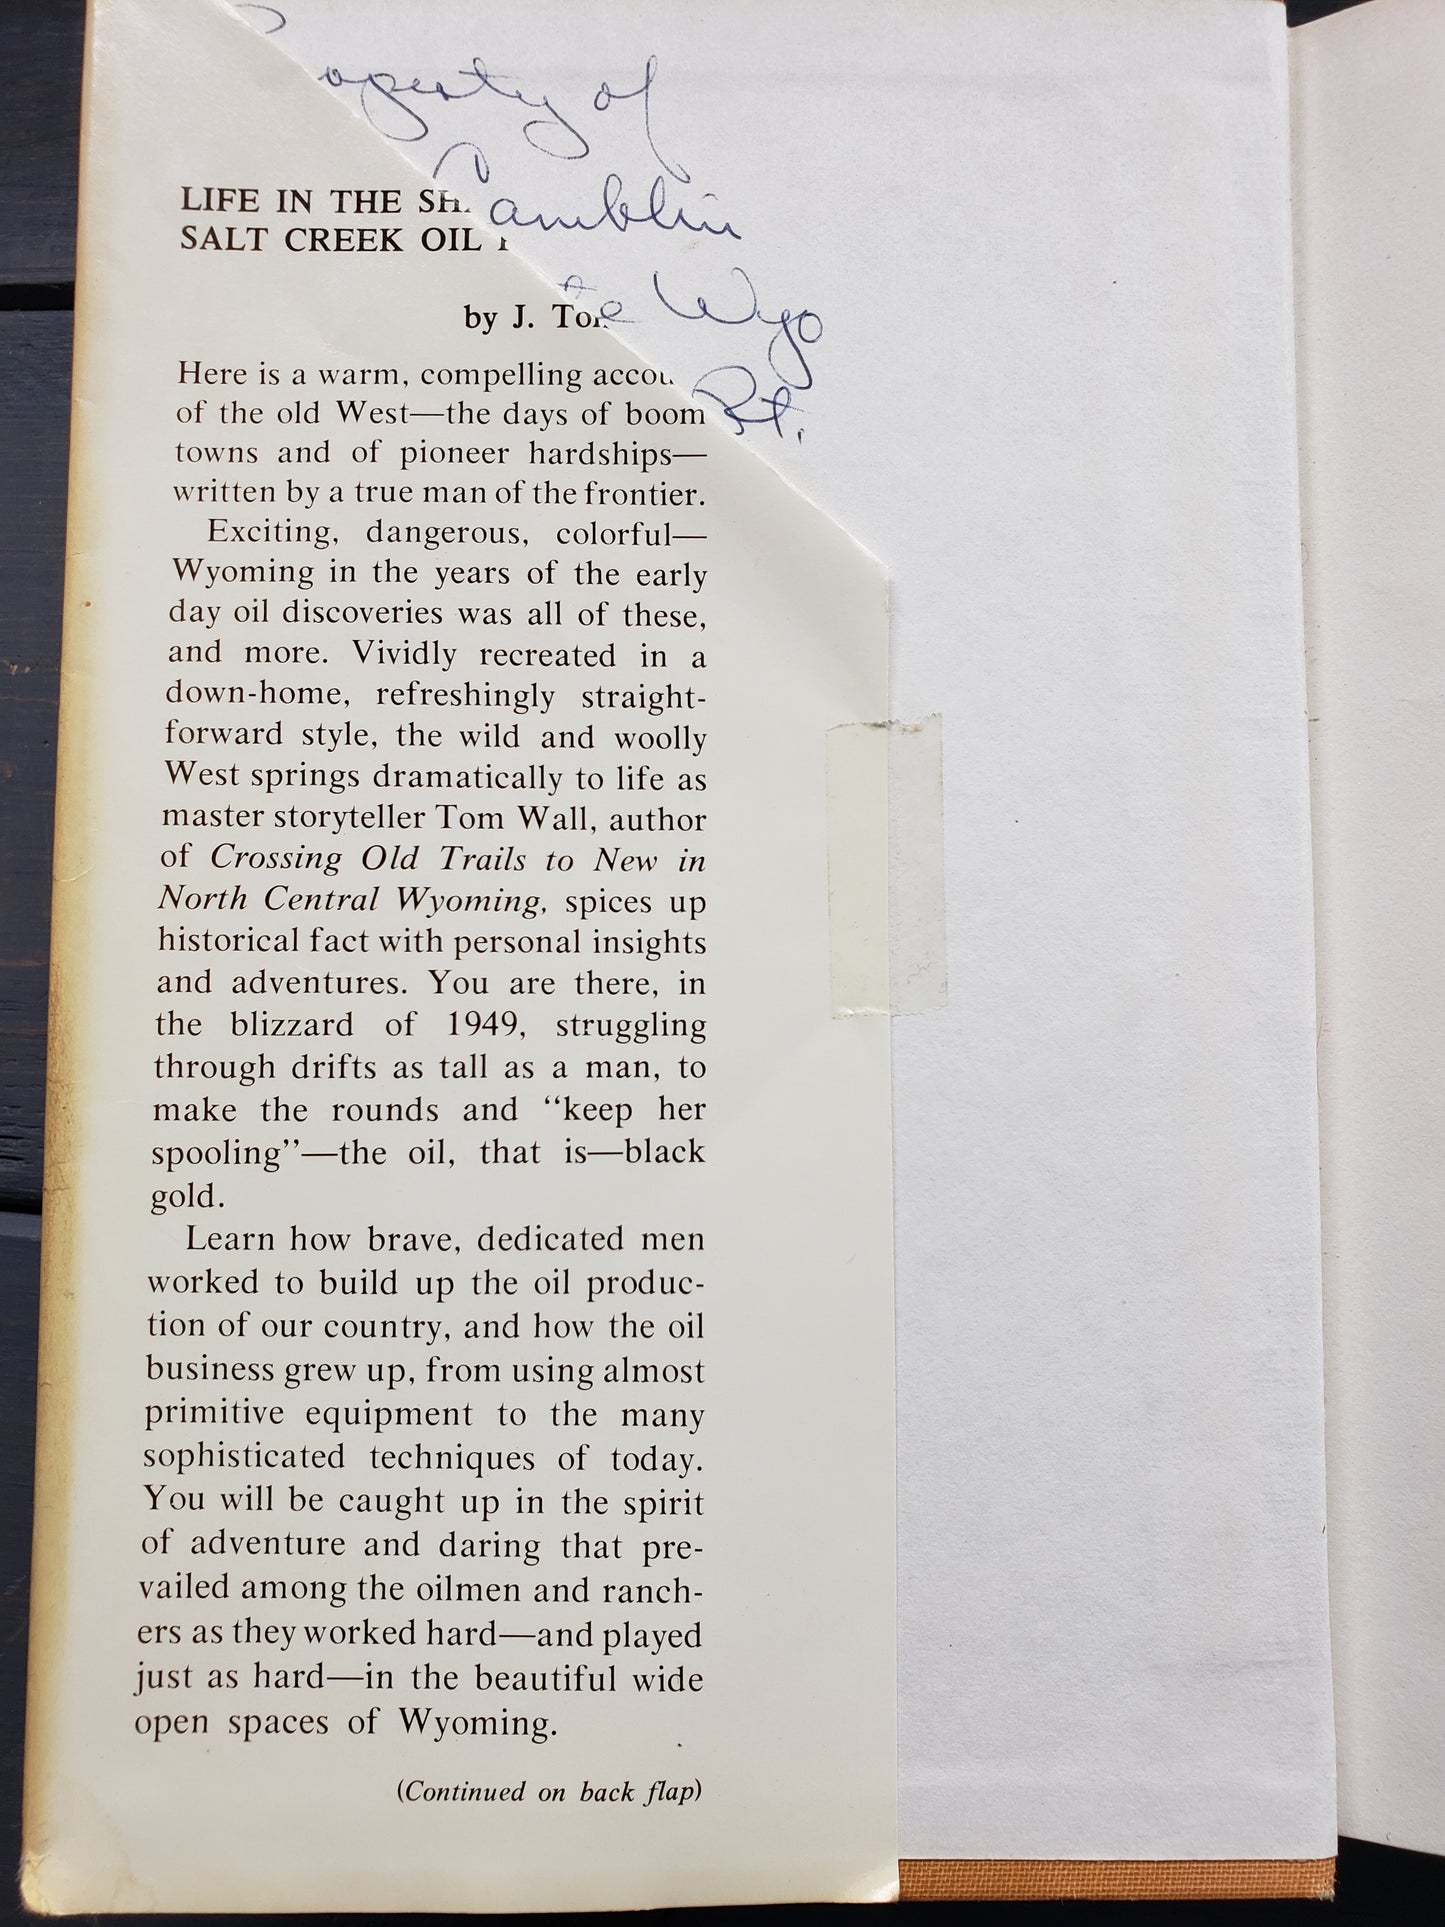 Property of
Camblin
Wyo
Rt.
LIFE IN THE
SALT CREEK OIL
by J. Tom
Here is a warm, compelling accou
of the old West—the days of boom
towns and of pioneer hardships—
written by a true man of the frontier.
Exciting, dangerous, colorful—
Wyoming in the years of the early
day oil discoveries was all of these,
and more. Vividly recreated in a
down-home, refreshingly straight-
forward style, the wild and woolly
West springs dramatically to life as
master storyteller Tom Wall, author
of Crossing Old Trails to New in
North Central Wyoming, spices up
historical fact with personal insights
and adventures. You are there, in
the blizzard of 1949, struggling
through drifts as tall as a man, to
make the rounds and “keep her
spooling”—the oil, that is—black
gold.
Learn how brave, dedicated men
worked to build up the oil produc-
tion of our country, and how the oil
business grew up, from using almost
primitive equipment to the many
sophisticated techniques of today.
You will be caught up in the spirit
of adventure and daring that pre-
vailed among the oilmen and ranch-
ers as they worked hard—and played
just as hard—in the beautiful wide
open spaces of Wyoming.
(Continued on back flap)